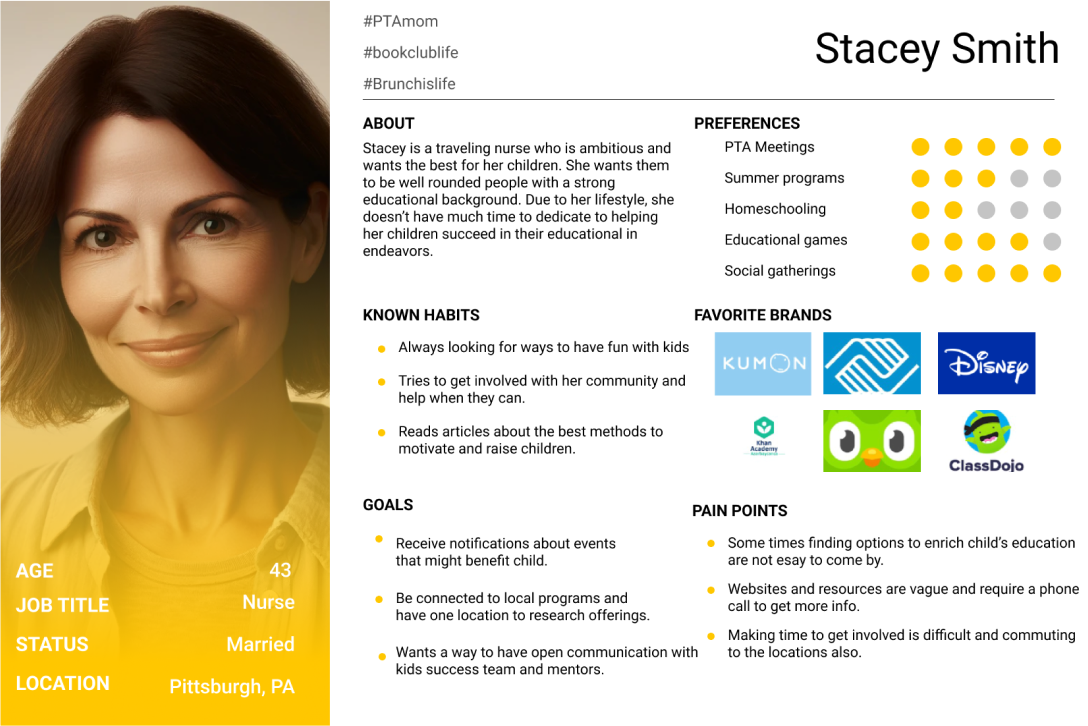 #PTAmom
#bookclublife
#Brunchislife
Stacey Smith
ABOUT
Stacey is a traveling nurse who is ambitious and
wants the best for her children. She wants them
to be well rounded people with a strong
educational background. Due to her lifestyle, she
doesn't have much time to dedicate to helping
her children succeed in their educational in
endeavors.
PREFERENCES
PTA Meetings
Summer programs
Homeschooling
Educational games
Social gatherings
KNOWN HABITS
Always looking for ways to have fun with kids
Tries to get involved with her community and
help when they can.
Reads articles about the best methods to
motivate and raise children.
FAVORITE BRANDS
KUMON
Disney
Khan
Academy
ClassDojo
GOALS
Receive notifications about events
that might benefit child.
Be connected to local programs and
have one location to research offerings.
Wants a way to have open communication with
kids success team and mentors.
PAIN POINTS
Some times finding options to enrich child's education
are not esay to come by.
Websites and resources are vague and require a phone
call to get more info.
Making time to get involved is difficult and commuting
to the locations also.
AGE 43
JOB TITLE Nurse
STATUS Married
LOCATION Pittsburgh, PA